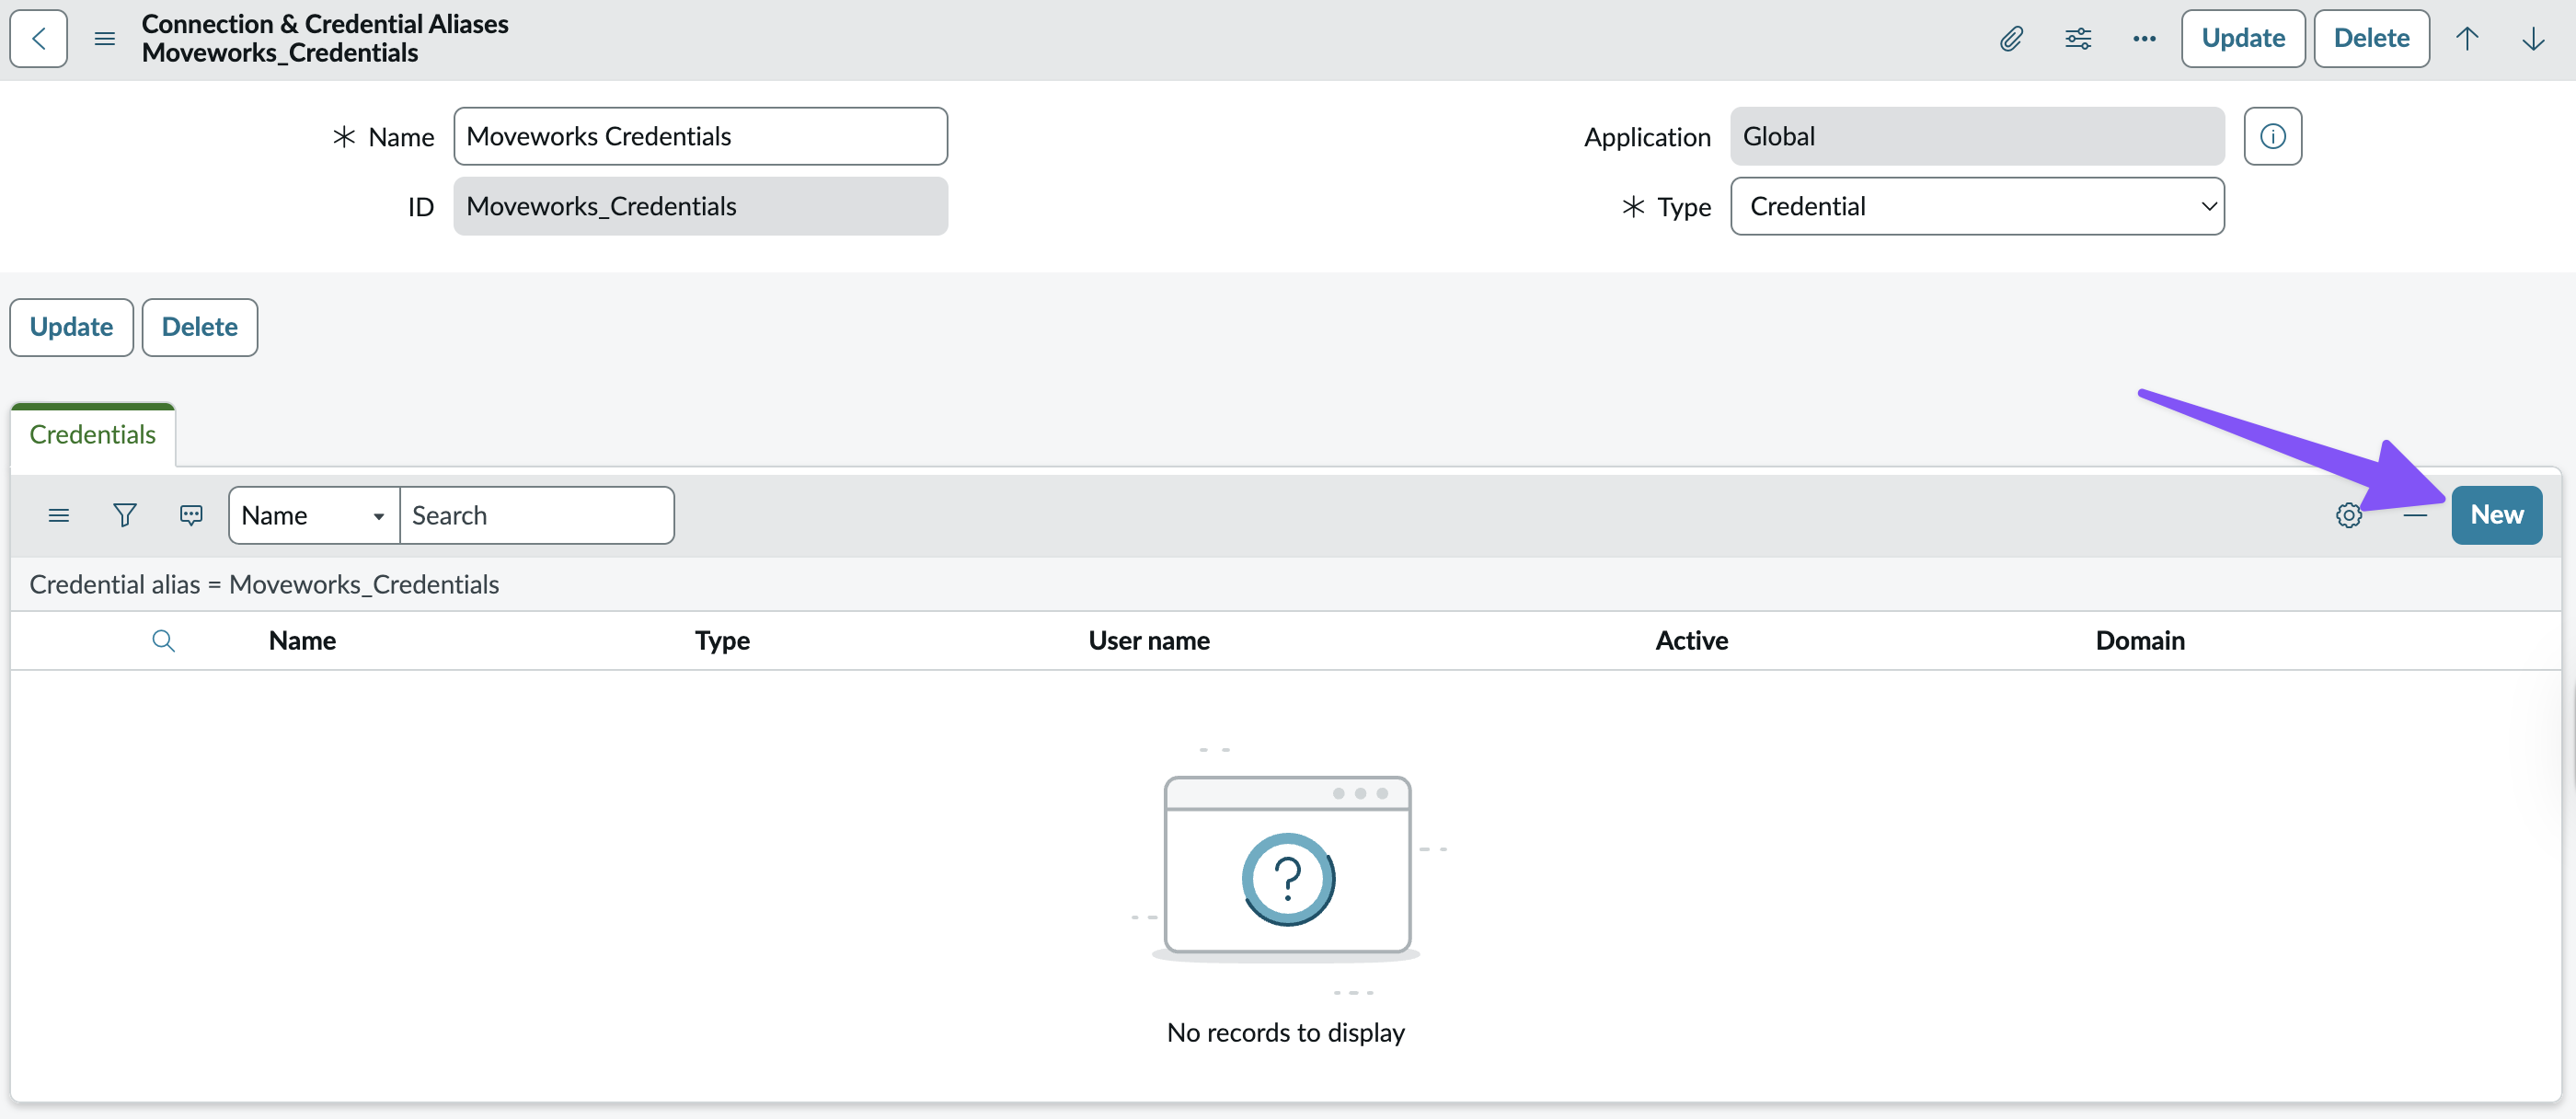 Connection & Credential Aliases
Moveworks_Credentials
Update
Delete
Name
Moveworks Credentials
Application
Global
ID
Moveworks_Credentials
Type
Credential
Update
Delete
Credentials
Name
Search
New
Credential alias = Moveworks_Credentials
Name
Type
User name
Active
Domain
No records to display